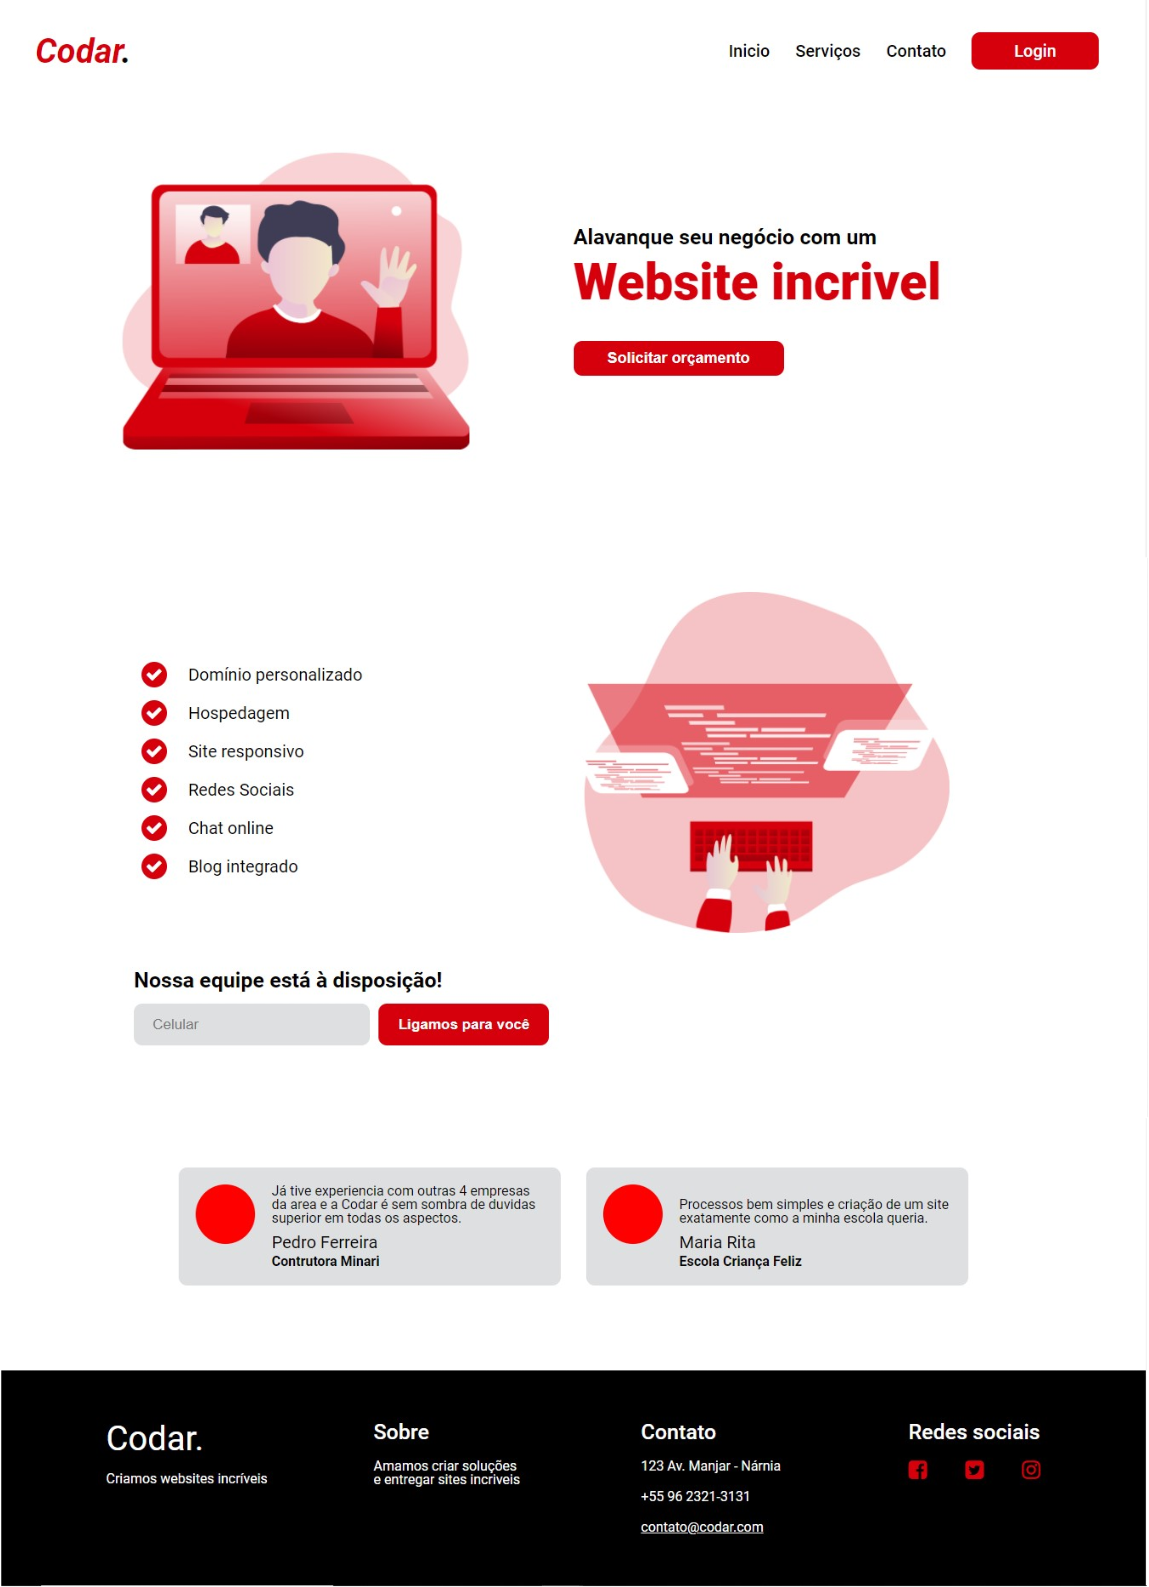 Codar.
Inicio
Serviços
Contato
Login
Alavanque seu negócio com um
Website incrivel
Solicitar orçamento
Domínio personalizado
Hospedagem
Site responsivo
Redes Sociais
Chat online
Blog integrado
Nossa equipe está à disposição!
Celular
Ligamos para você
Já tive experiencia com outras 4 empresas
da area e a Codar é sem sombra de duvidas
superior em todas os aspectos.
Pedro Ferreira
Contrutora Minari
Processos bem simples e criação de um site
exatamente como a minha escola queria.
Maria Rita
Escola Criança Feliz
Codar.
Criamos websites incríveis
Sobre
Amamos criar soluções
e entregar sites incriveis
Contato
123 Av. Manjar - Nárnia
+55 96 2321-3131
contato@codar.com
Redes sociais